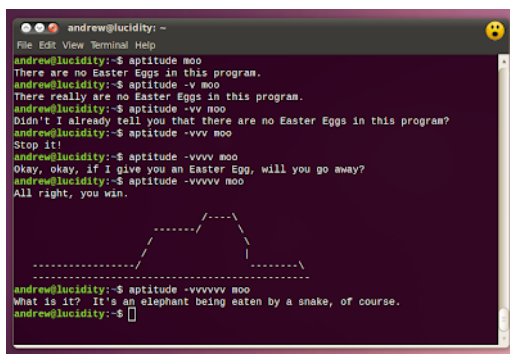 andrew@lucidity: ~
File Edit View Terminal Help
andrew@lucidity:~$ aptitude moo
There are no Easter Eggs in this program.
andrew@lucidity:~$ aptitude -v moo
There really are no Easter Eggs in this program.
andrew@lucidity:~$ aptitude -vv moo
Didn't I already tell you that there are no Easter Eggs in this program?
andrew@lucidity:~$ aptitude -vvv moo
Stop it!
andrew@lucidity:~$ aptitude -vvvv moo
Okay, okay, if I give you an Easter Egg, will you go away?
andrew@lucidity:~$ aptitude -vvvvv moo
All right, you win.
/----\
-------/ \
/ \
/ |
-----------------/ --------\
----------------------------------------------
andrew@lucidity:~$ aptitude -vvvvvv moo
What is it? It's an elephant being eaten by a snake, of course.
andrew@lucidity:~$